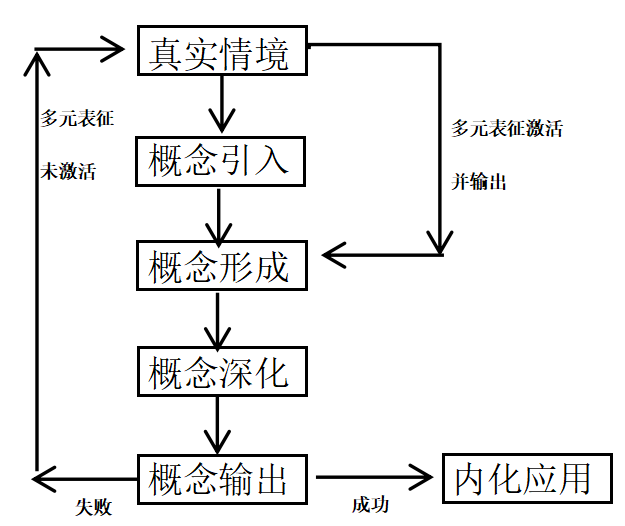 真实情境
多元表征
未激活
多元表征激活
并输出
概念引入
概念形成
概念深化
概念输出
内化应用
失败
成功